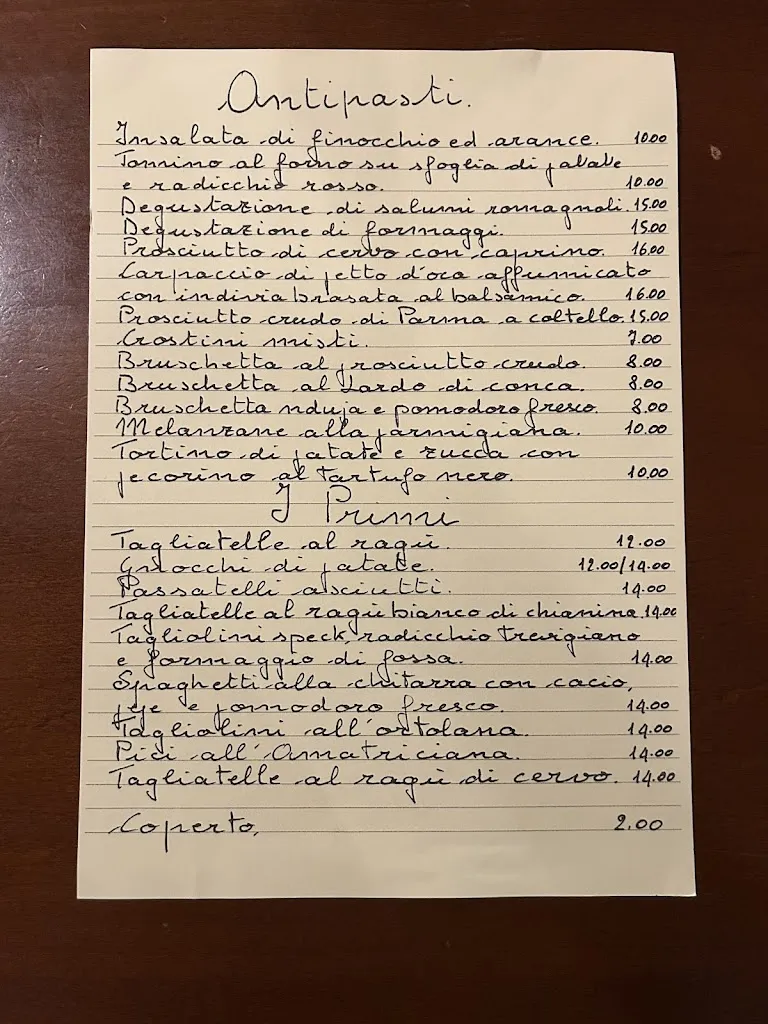 Antipasti.
Insalata di finocchio ed arance. 10.00
Tomino al forno su sfoglia di patate
e radicchio rosso. 10.00
Degustazione di salumi romagnoli. 15.00
Degustazione di formaggi. 15.00
Prosciutto di cervo con caprino. 16.00
Carpaccio di petto d'oca affumicato
con indivia brasata al balsamico. 16.00
Prosciutto crudo di Parma a coltello. 15.00
Crostini misti. 7.00
Bruschetta al prosciutto crudo. 8.00
Bruschetta al Lardo di conca. 8.00
Bruschetta nduja e pomodoro fresco. 8.00
Melanzane alla parmigiana. 10.00
Tortino di patate e zucca con
pecorino al Tartufo nero. 10.00
I Primi
Tagliatelle al ragù. 12.00
Gnocchi di patate. 12.00/14.00
Passatelli asciutti. 14.00
Tagliatelle al ragù bianco di chianina. 14.00
Tagliolini speck, radicchio trevigiano
e formaggio di fossa. 14.00
Spaghetti alla chitarra con cacio,
pepe e pomodoro fresco. 14.00
Tagliolini all'ortolana. 14.00
Pici all'Amatriciana. 14.00
Tagliatelle al ragù di cervo. 14.00
Coperto. 2.00